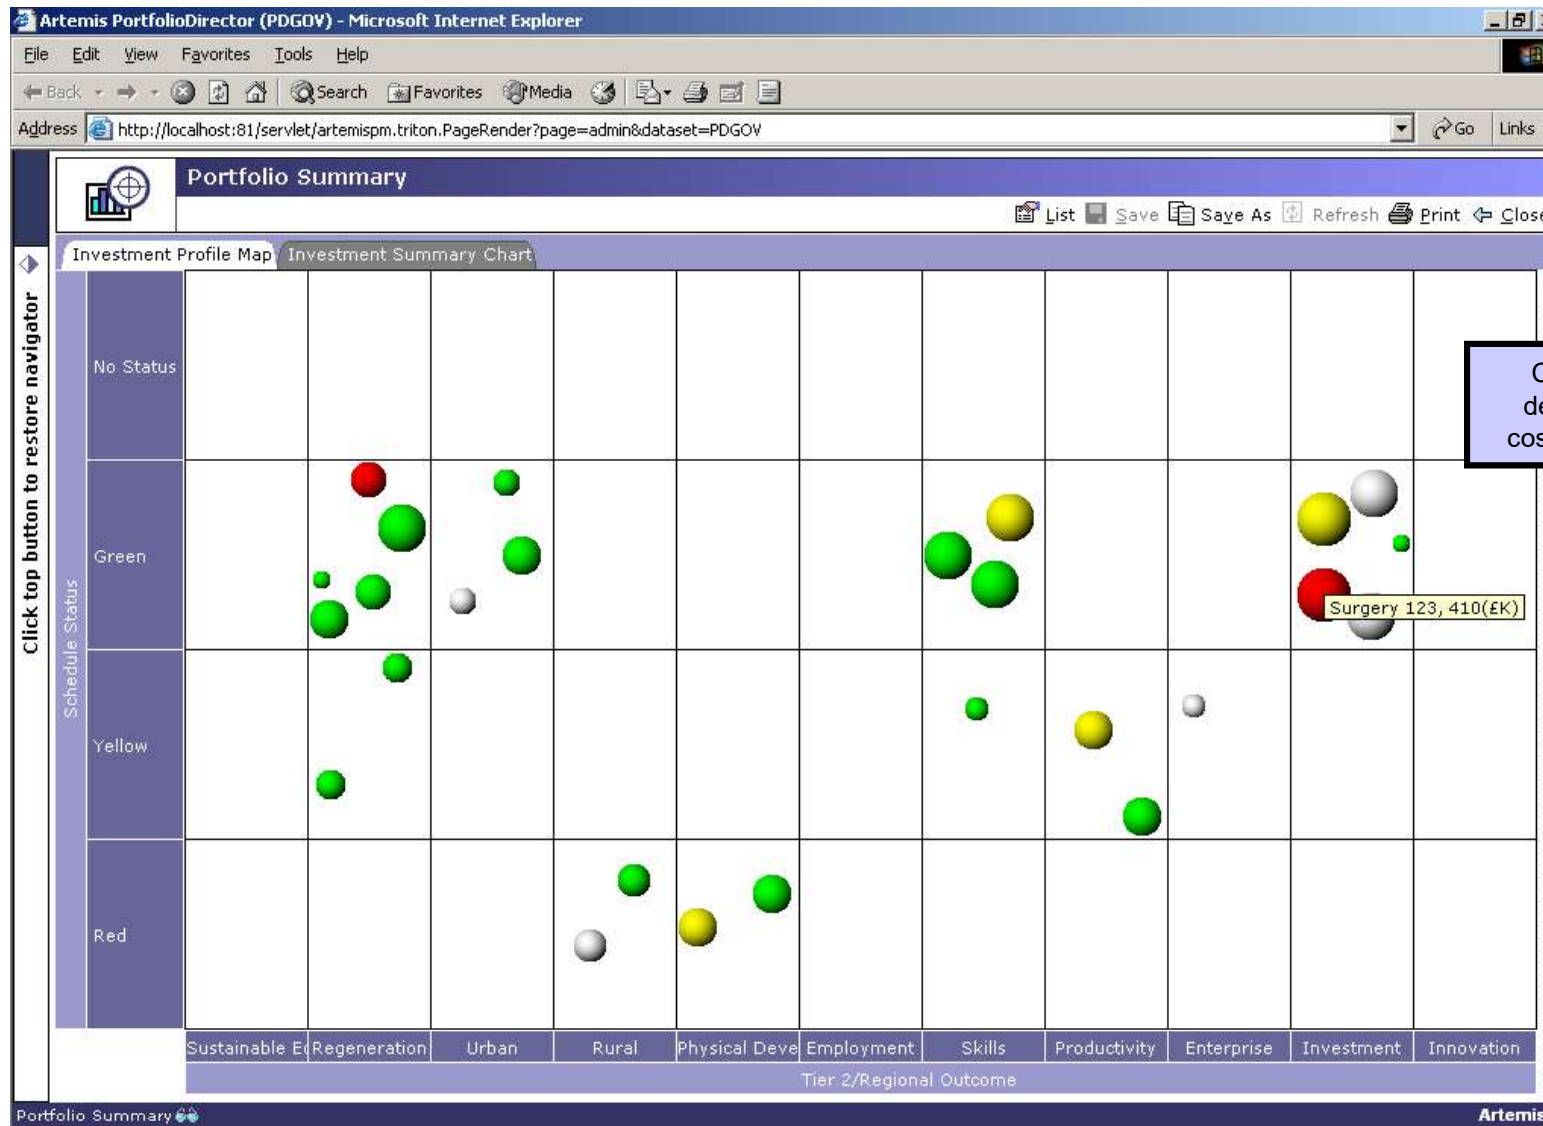 Artemis PortfolioDirector (PDGOV) - Microsoft Internet Explorer
File Edit View Favorites Tools Help
Back Search Favorites Media
Address http://localhost:81/servlet/artemispm.triton.PageRender?page=admin&dataset=PDGOV Go Links
Portfolio Summary
List Save Save As Refresh Print Close
Investment Profile Map Investment Summary Chart
Click top button to restore navigator
Schedule Status
No Status
Green
Yellow
Red
Surgery 123, 410(£K)
Sustainable Ec Regeneration Urban Rural Physical Deve Employment Skills Productivity Enterprise Investment Innovation
Tier 2/Regional Outcome
Portfolio Summary Artemis